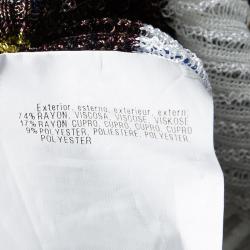 Exterior, esterno, exterieur, extern,
74% RAYON, VISCOSA, VISCOSE, VISKOSE
17% RAYON CUPRO, CUPRO, CUPRO, CUPRO
9% POLYESTER, POLIESTERE, POLYESTER,
POLYESTER